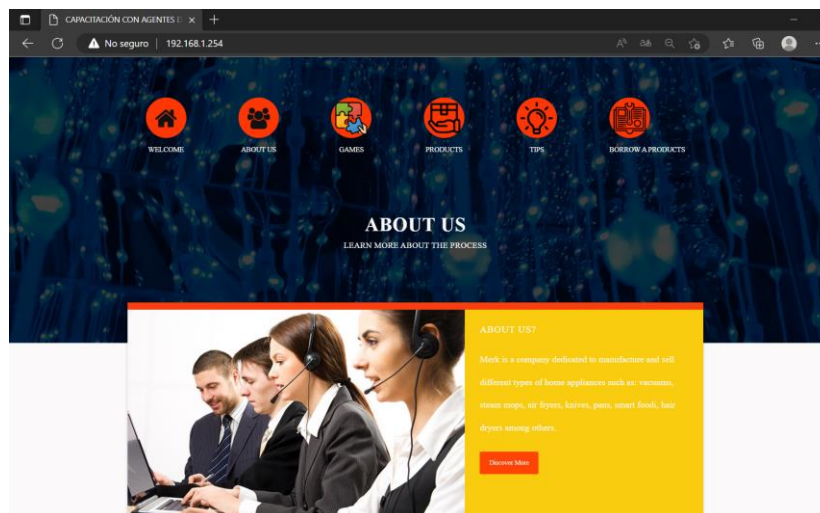 CAPACITACIÓN CON AGENTES D
No seguro | 192.168.1.254
WELCOME
ABOUT US
GAMES
PRODUCTS
TIPS
BORROW A PRODUCTS
ABOUT US
LEARN MORE ABOUT THE PROCESS
ABOUT US?
Merk is a company dedicated to manufacture and sell
different types of home appliances such as: vacuums,
steam mops, air fryers, knives, pans, smart foodi, hair
dryers among others.
Discover More